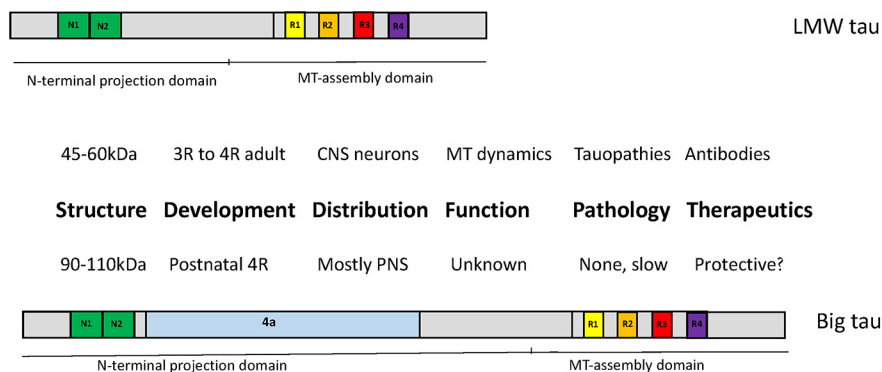 N1 N2 R1 R2 R3 R4 LMW tau
N-terminal projection domain MT-assembly domain
45-60kDa 3R to 4R adult CNS neurons MT dynamics Tauopathies Antibodies
Structure Development Distribution Function Pathology Therapeutics
90-110kDa Postnatal 4R Mostly PNS Unknown None, slow Protective?
N1 N2 4a R1 R2 R3 R4 Big tau
N-terminal projection domain MT-assembly domain